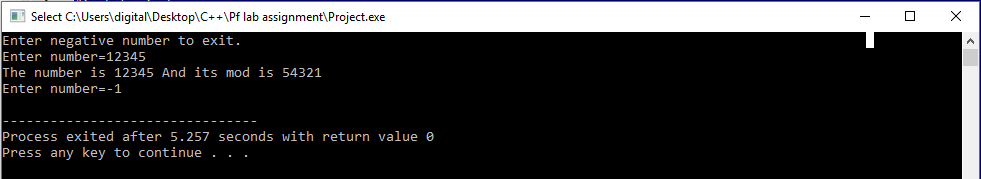 Select C:\Users\digital\Desktop\C++\Pf lab assignment\Project.exe
Enter negative number to exit.
Enter number=12345
The number is 12345 And its mod is 54321
Enter number=-1
--------------------------------
Process exited after 5.257 seconds with return value 0
Press any key to continue . . .